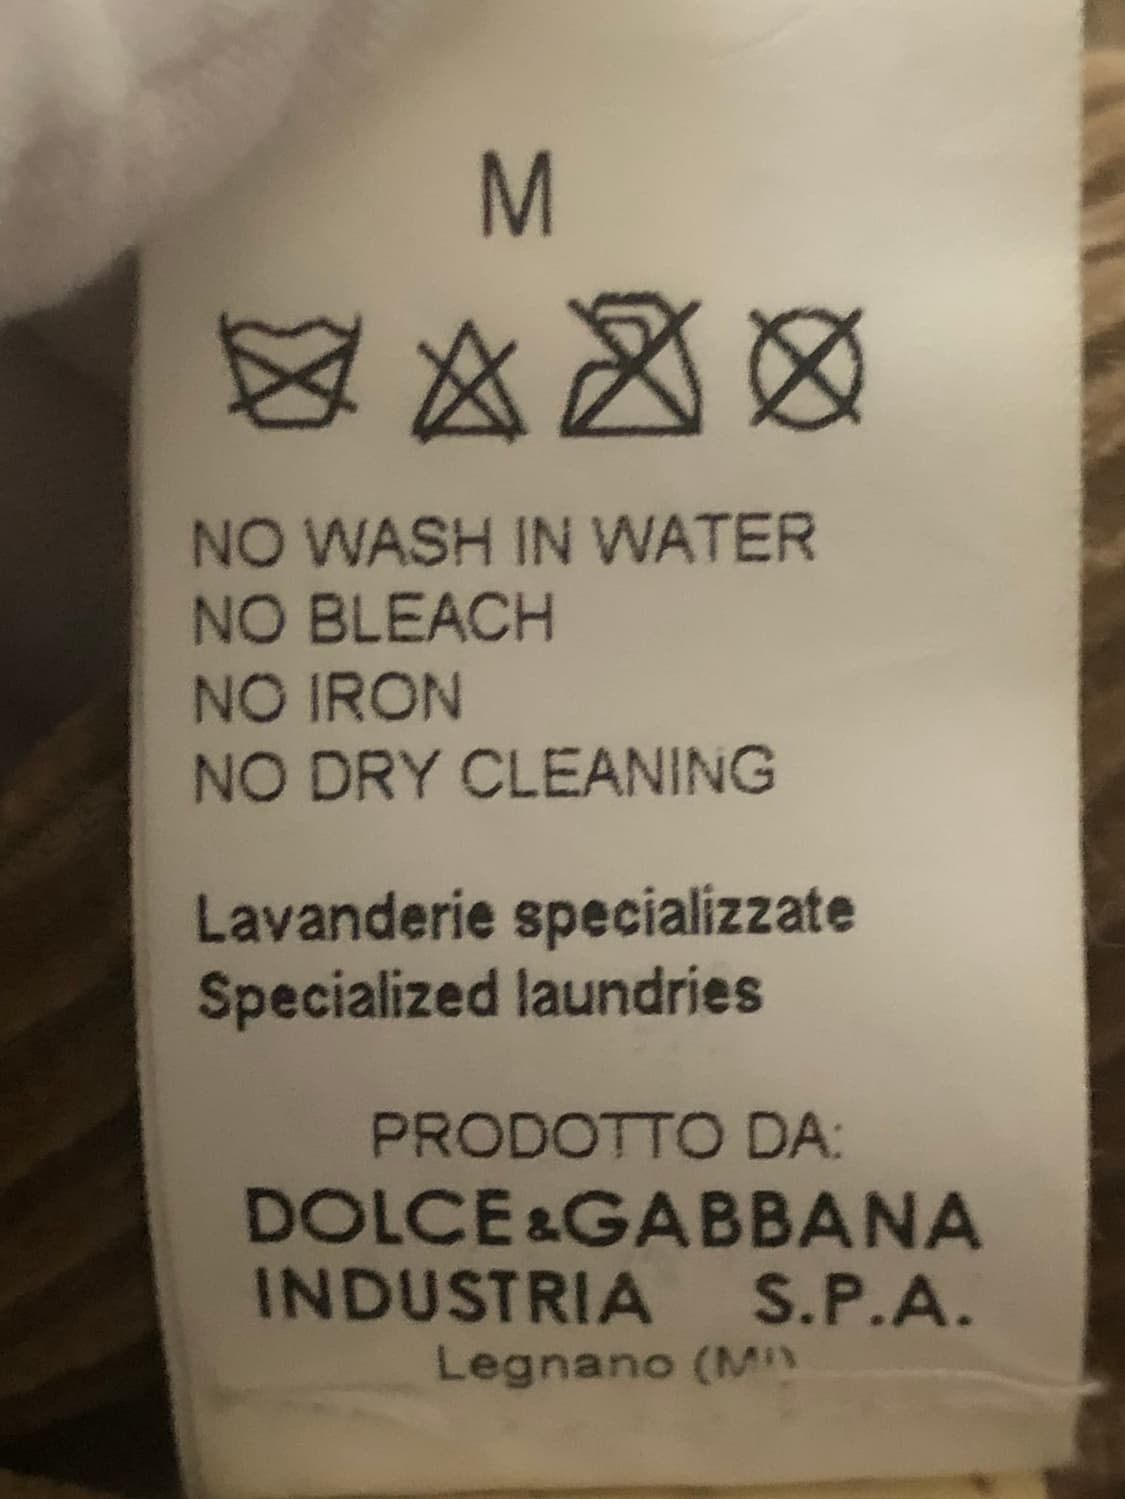 M
NO WASH IN WATER
NO BLEACH
NO IRON
NO DRY CLEANING
Lavanderie specializzate
Specialized laundries
PRODOTTO DA:
DOLCE&GABBANA
INDUSTRIA S.P.A.
Legnano